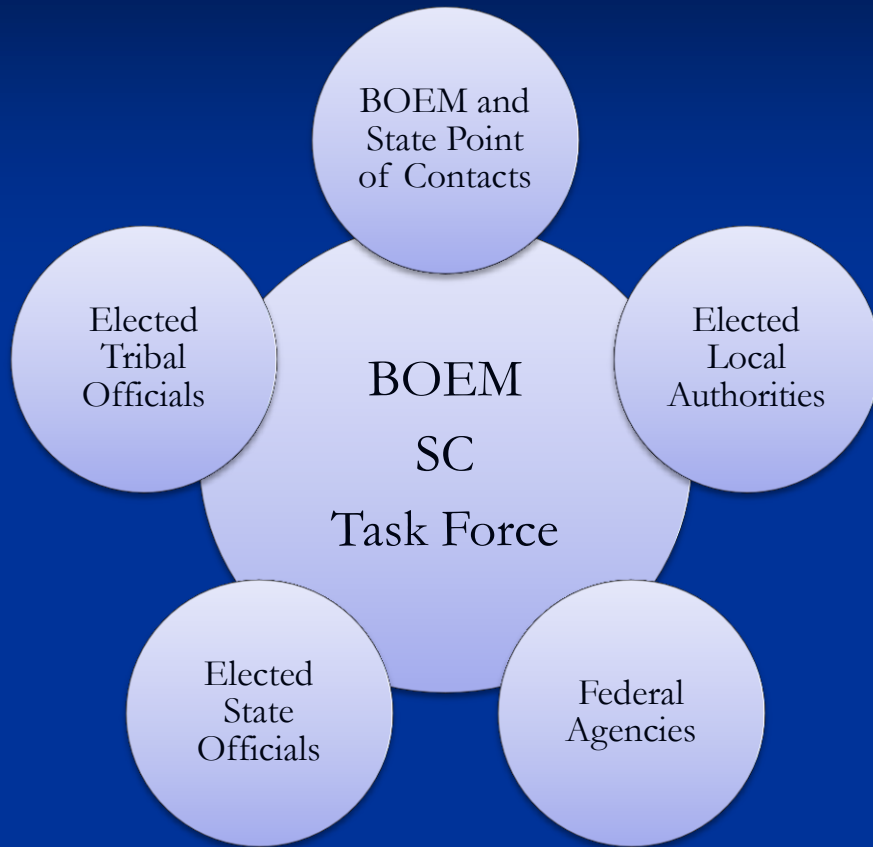 BOEM and
State Point
of Contacts
Elected
Tribal
Officials
BOEM
SC
Task Force
Elected
Local
Authorities
Elected
State
Officials
Federal
Agencies